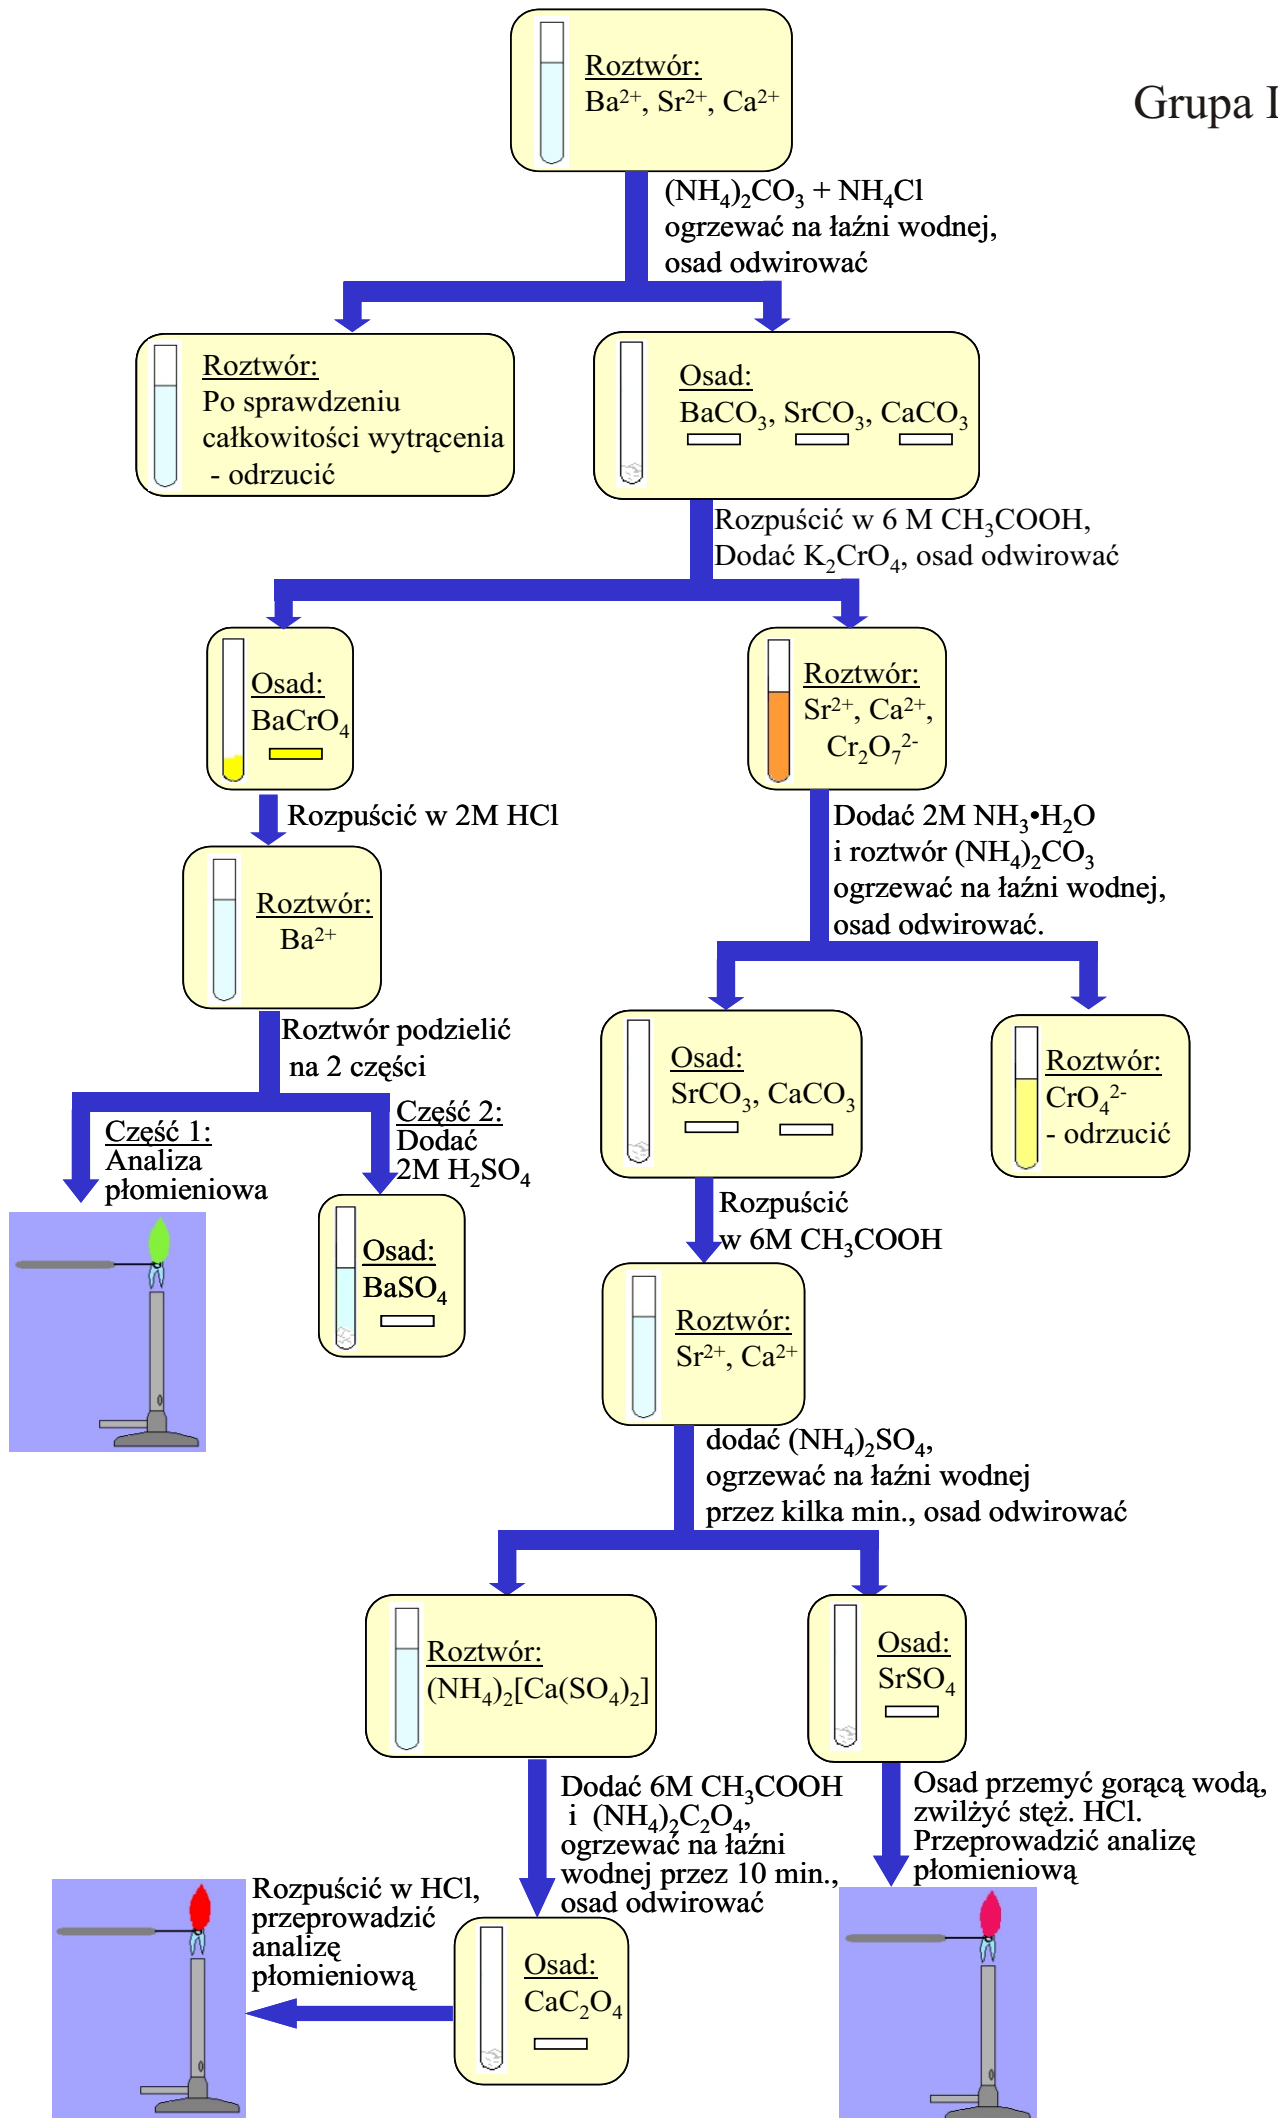 Grupa I
Roztwór:
Ba²⁺, Sr²⁺, Ca²⁺
(NH₄)₂CO₃ + NH₄Cl
ogrzewać na łaźni wodnej,
osad odwirować
Roztwór:
Po sprawdzeniu
całkowitości wytrącenia
- odrzucić
Osad:
BaCO₃, SrCO₃, CaCO₃
Rozpuścić w 6 M CH₃COOH,
Dodać K₂CrO₄, osad odwirować
Osad:
BaCrO₄
Roztwór:
Sr²⁺, Ca²⁺,
Cr₂O₇²⁻
Rozpuścić w 2M HCl
Dodać 2M NH₃•H₂O
i roztwór (NH₄)₂CO₃
ogrzewać na łaźni wodnej,
osad odwirować.
Roztwór:
Ba²⁺
Roztwór podzielić
na 2 części
Część 1:
Analiza
płomieniowa
Część 2:
Dodać
2M H₂SO₄
Osad:
BaSO₄
Osad:
SrCO₃, CaCO₃
Roztwór:
CrO₄²⁻
- odrzucić
Rozpuścić
w 6M CH₃COOH
Roztwór:
Sr²⁺, Ca²⁺
dodać (NH₄)₂SO₄,
ogrzewać na łaźni wodnej
przez kilka min., osad odwirować
Roztwór:
(NH₄)₂[Ca(SO₄)₂]
Osad:
SrSO₄
Dodać 6M CH₃COOH
i (NH₄)₂C₂O₄,
ogrzewać na łaźni
wodnej przez 10 min.,
osad odwirować
Osad przemyć gorącą wodą,
zwilżyć stęż. HCl.
Przeprowadzić analizę
płomieniową
Rozpuścić w HCl,
przeprowadzić
analizę
płomieniową
Osad:
CaC₂O₄